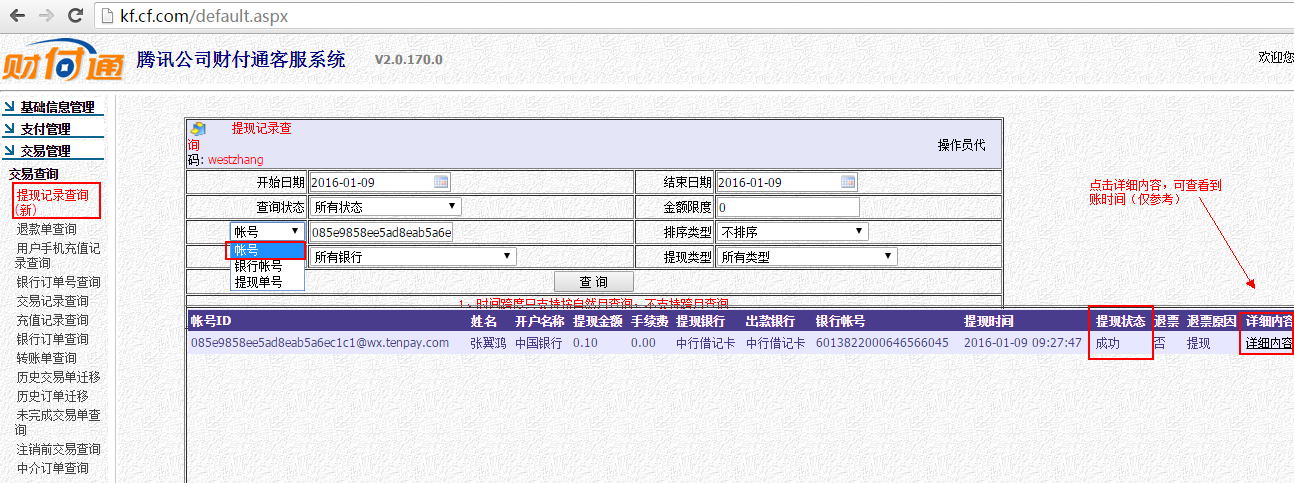 kf.cf.com/default.aspx
财付通 腾讯公司财付通客服系统 V2.0.170.0 欢迎您
基础信息管理
支付管理
交易管理
交易查询
提现记录查询
(新)
退款单查询
用户手机充值记
录查询
银行订单号查询
交易记录查询
充值记录查询
银行订单查询
转账单查询
历史交易单迁移
历史订单迁移
未完成交易单查
询
注销前交易查询
中介订单查询
提现记录查
询 操作员代
码: westzhang
开始日期 2016-01-09 结束日期 2016-01-09
查询状态 所有状态 金额限度 0
帐号 085e9858ee5ad8eab5a6e 排序类型 不排序
帐号
银行帐号
提现单号
所有银行 提现类型 所有类型
查 询
1、时间跨度只支持按自然月查询，不支持跨月查询
点击详细内容，可查看到
账时间（仅参考）
帐号ID 姓名 开户名称 提现金额 手续费 提现银行 出款银行 银行帐号 提现时间 提现状态 退票 退票原因 详细内容
085e9858ee5ad8eab5a6ec1c1@wx.tenpay.com 张翼鸿 中国银行 0.10 0.00 中行借记卡 中行借记卡 6013822000646566045 2016-01-09 09:27:47 成功 否 提现 详细内容